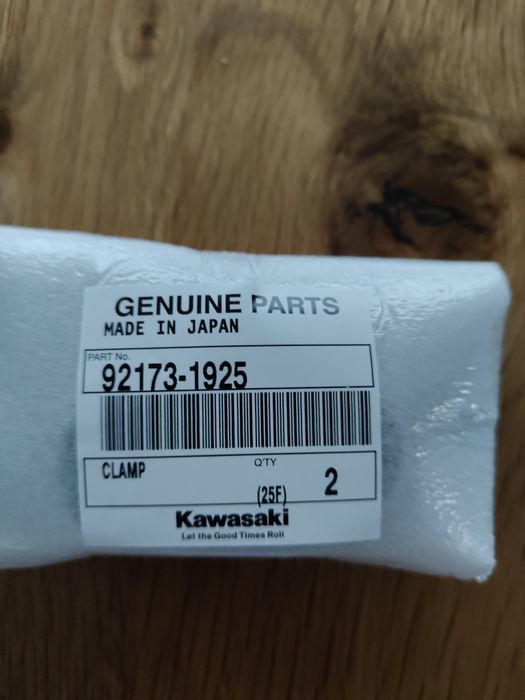 GENUINE PARTS
MADE IN JAPAN
PART No.
92173-1925
CLAMP
Q'TY
(25F) 2
Kawasaki
Let the Good Times Roll